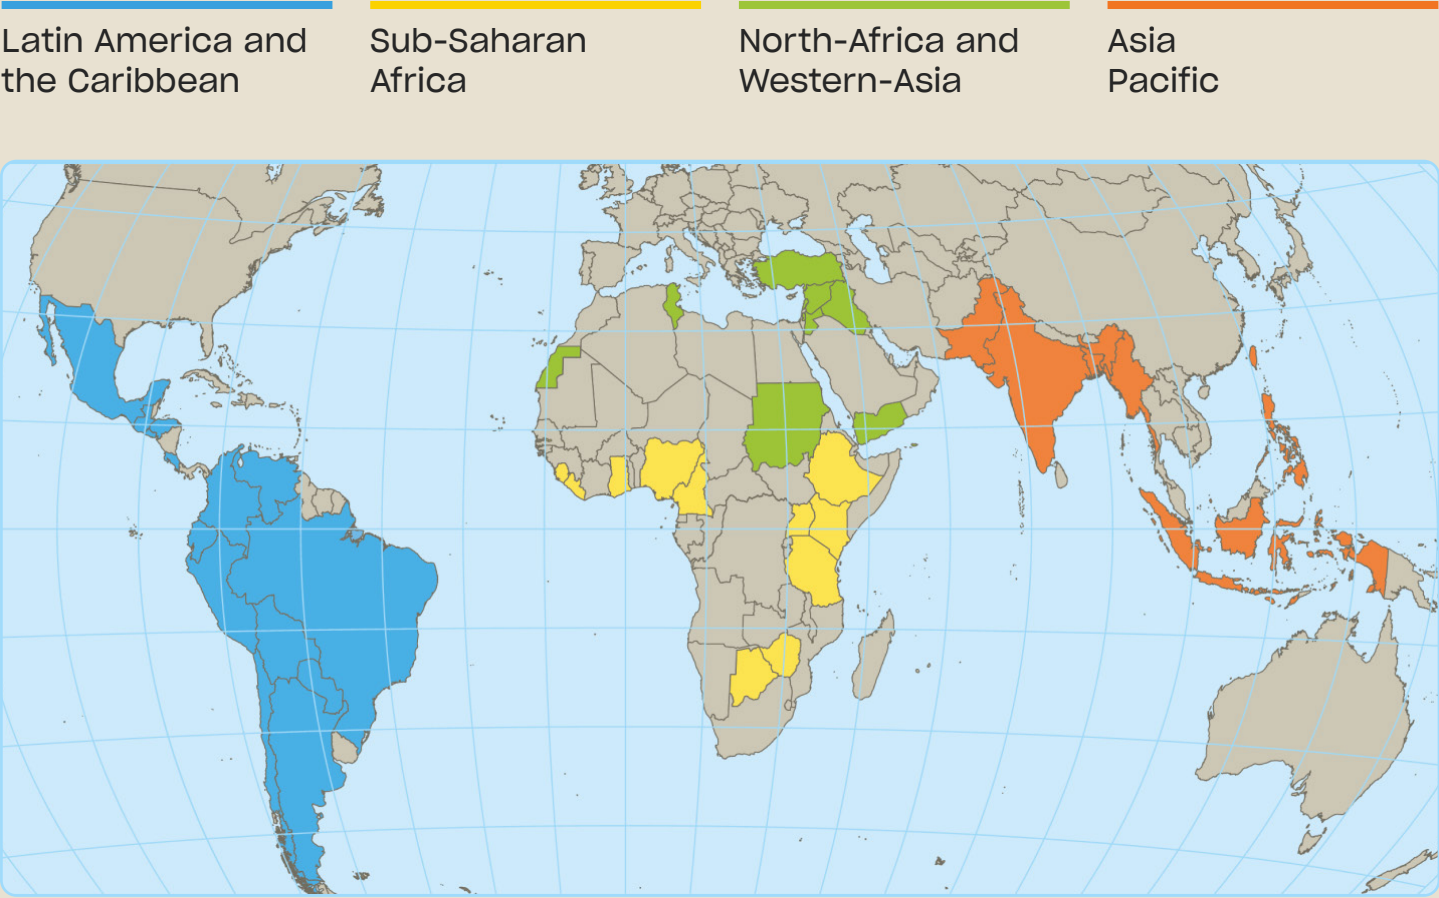 Latin America and
the Caribbean
Sub-Saharan
Africa
North-Africa and
Western-Asia
Asia
Pacific